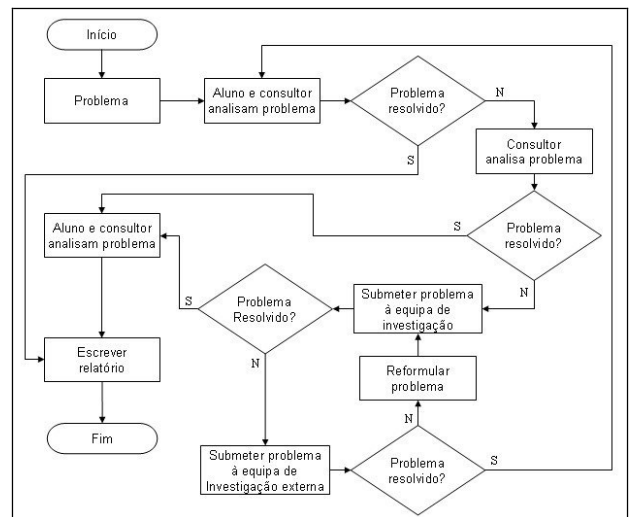 Início
Problema
Aluno e consultor
analisam problema
Problema
resolvido?
N
S
Consultor
analisa problema
Problema
resolvido?
S
N
Aluno e consultor
analisam problema
Submeter problema
à equipa de
investigação
Problema
Resolvido?
S
N
Reformular
problema
N
Escrever
relatório
Fim
Submeter problema
à equipa de
Investigação externa
Problema
resolvido?
S